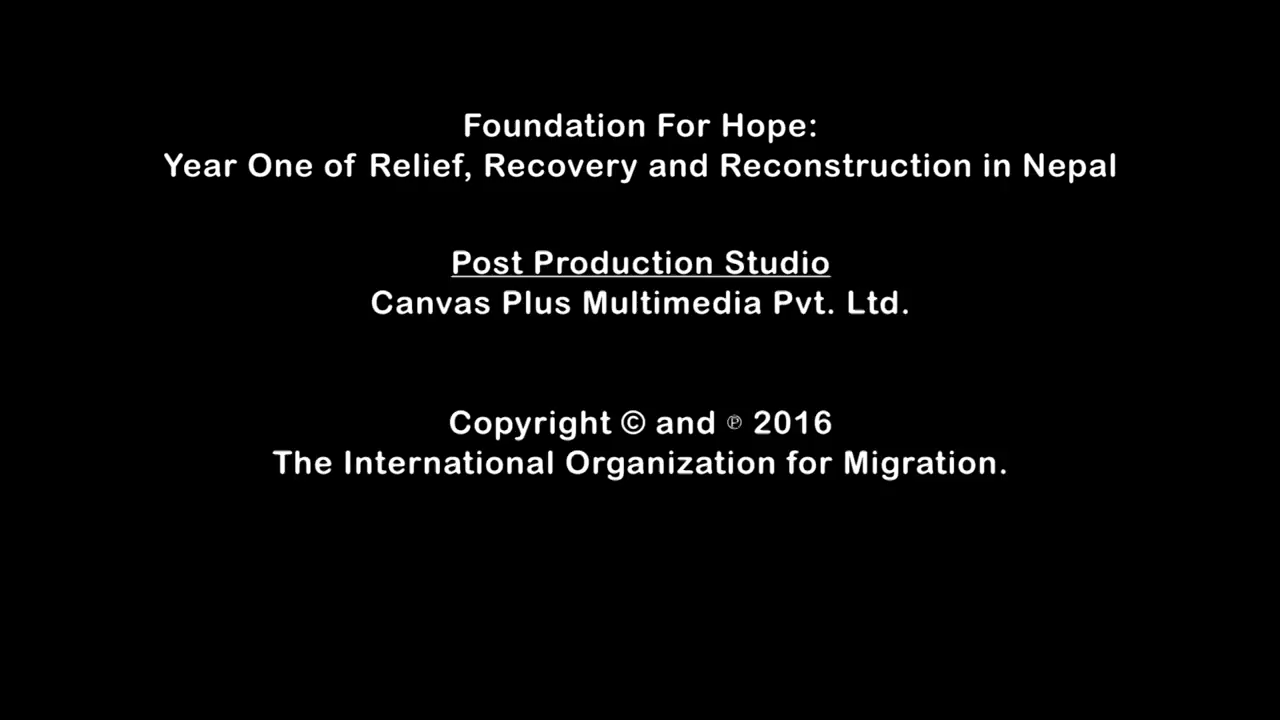 Foundation For Hope:
Year One of Relief, Recovery and Reconstruction in Nepal
Post Production Studio
Canvas Plus Multimedia Pvt. Ltd.
Copyright © and ℗ 2016
The International Organization for Migration.